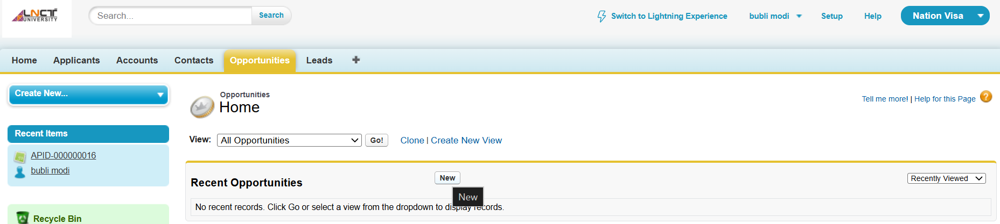 LNCT
UNIVERSITY
Search...
Search
Switch to Lightning Experience
bubli modi
Setup
Help
Nation Visa
Home
Applicants
Accounts
Contacts
Opportunities
Leads
Create New...
Opportunities
Home
Tell me more! | Help for this Page
?
Recent Items
View:
All Opportunities
Go!
Clone | Create New View
APID-000000016
bubli modi
Recent Opportunities
New
Recently Viewed
New
No recent records. Click Go or select a view from the dropdown to display records.
Recycle Bin